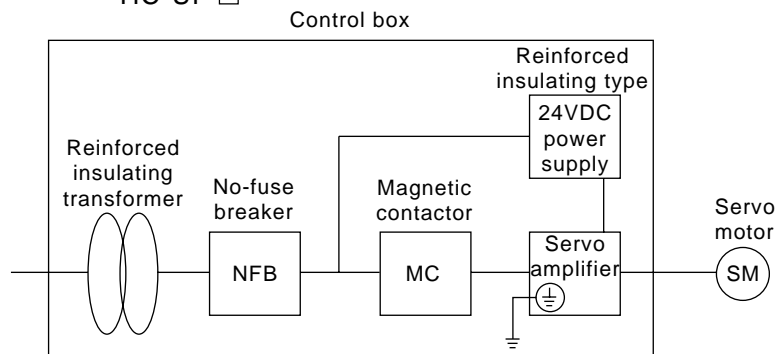 Control box
Reinforced
insulating type
24VDC
power
supply
Reinforced
insulating
transformer
No-fuse
breaker
Magnetic
contactor
Servo
motor
NFB
MC
Servo
amplifier
SM